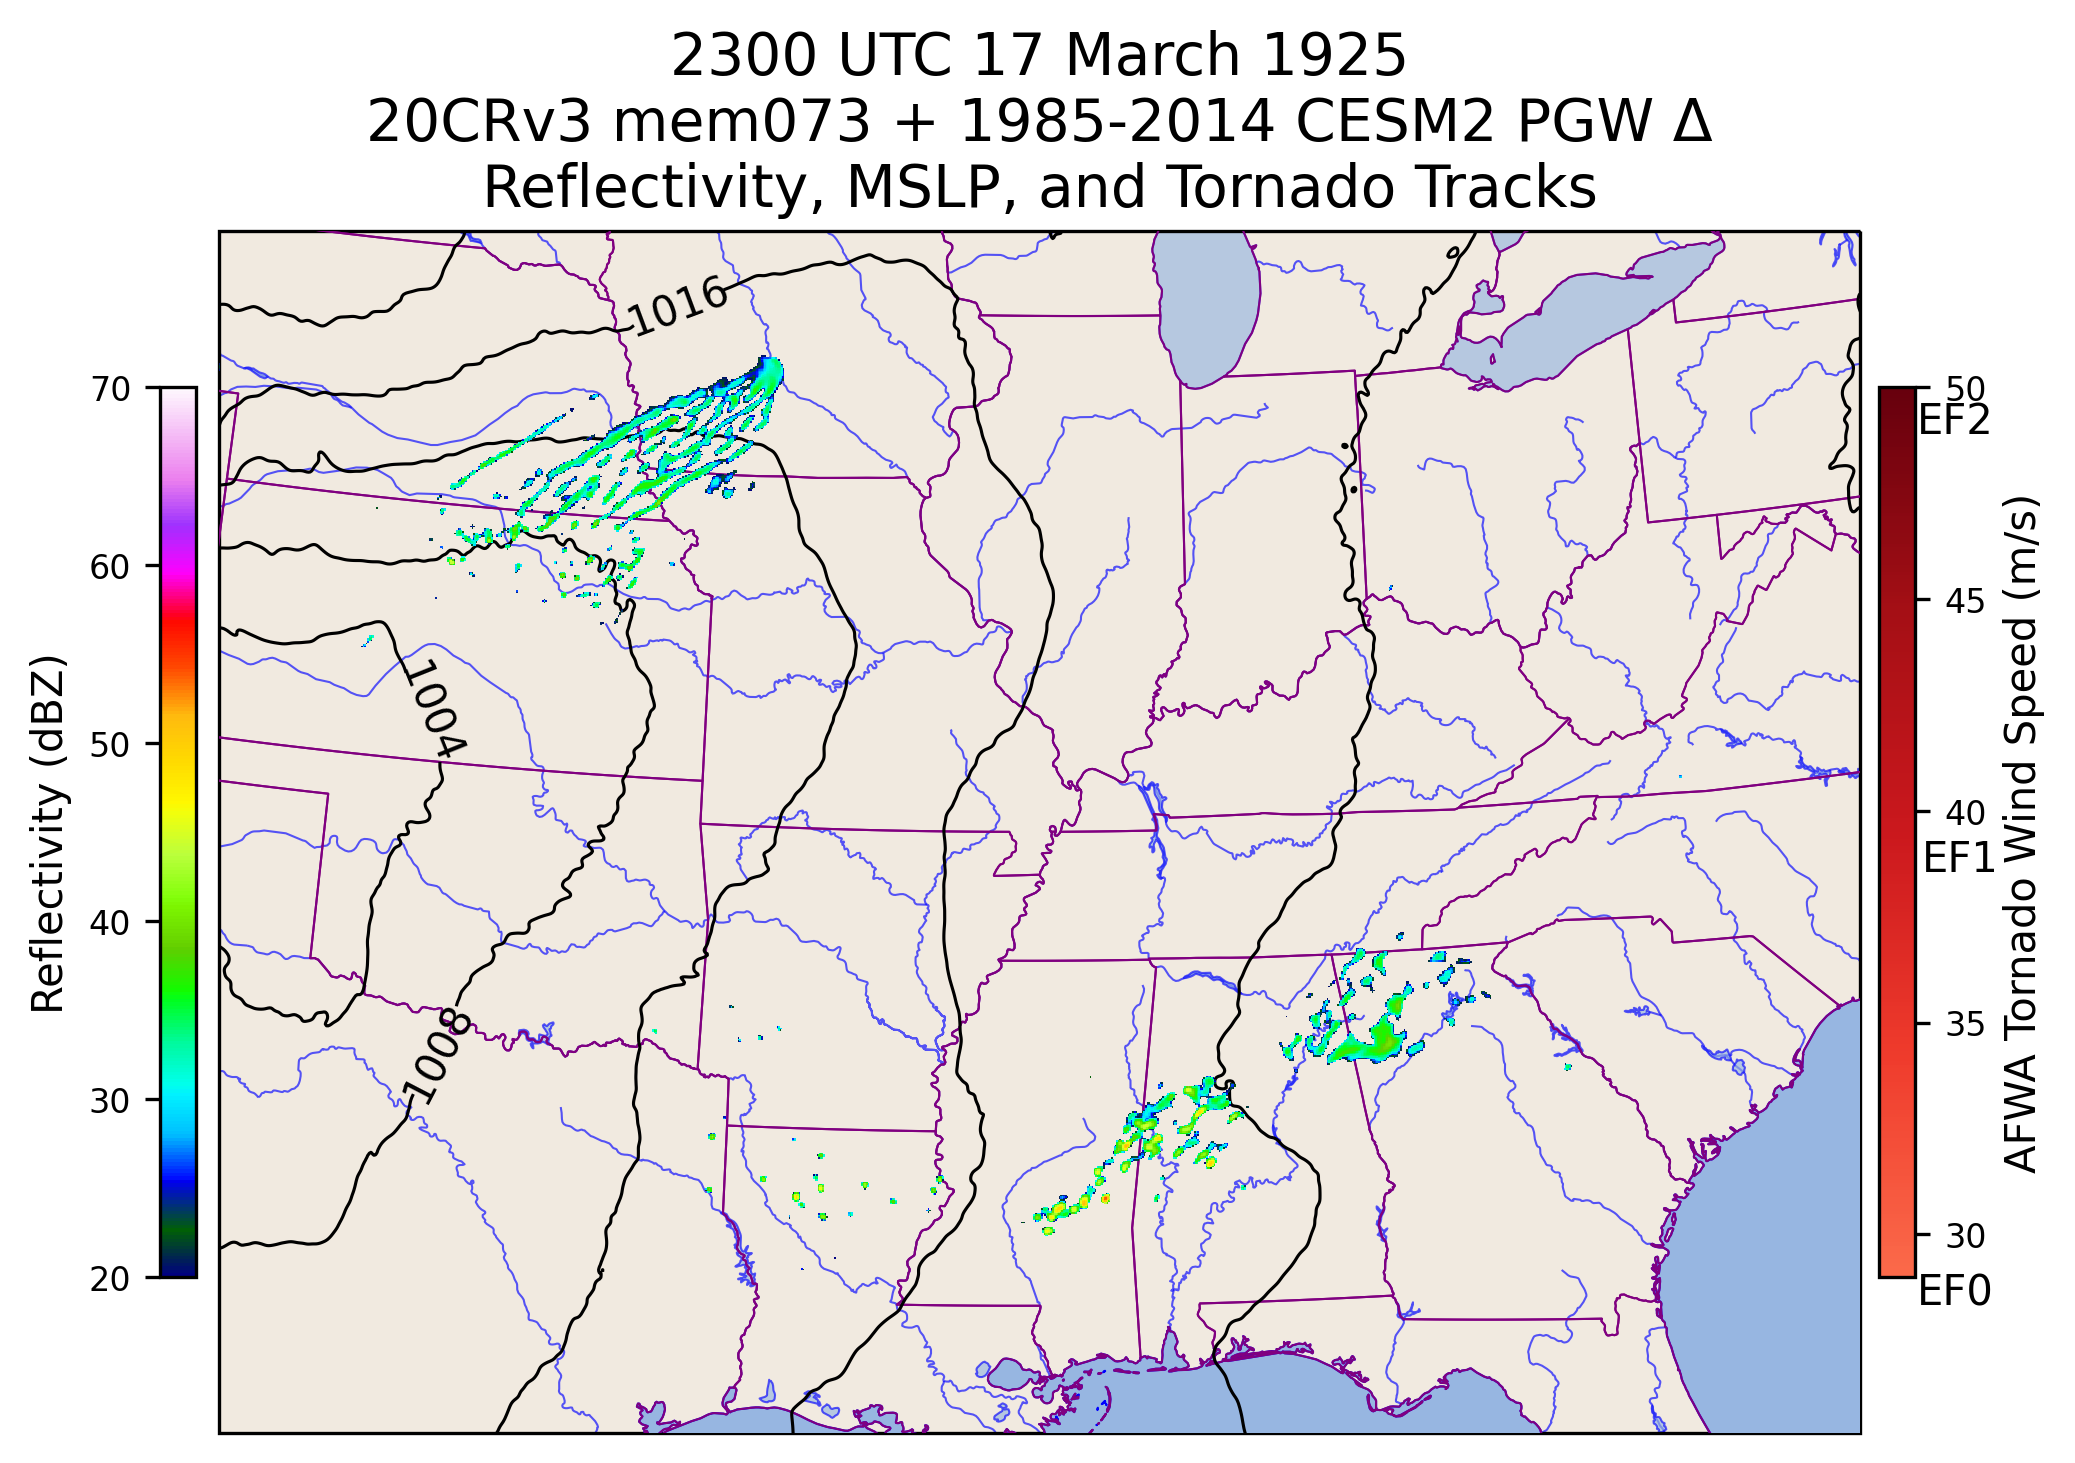 2300 UTC 17 March 1925
20CRv3 mem073 + 1985-2014 CESM2 PGW Δ
Reflectivity, MSLP, and Tornado Tracks
1016
1004
1008
70
60
50
40
30
20
Reflectivity (dBZ)
50
EF2
45
40
EF1
35
30
EF0
AFWA Tornado Wind Speed (m/s)